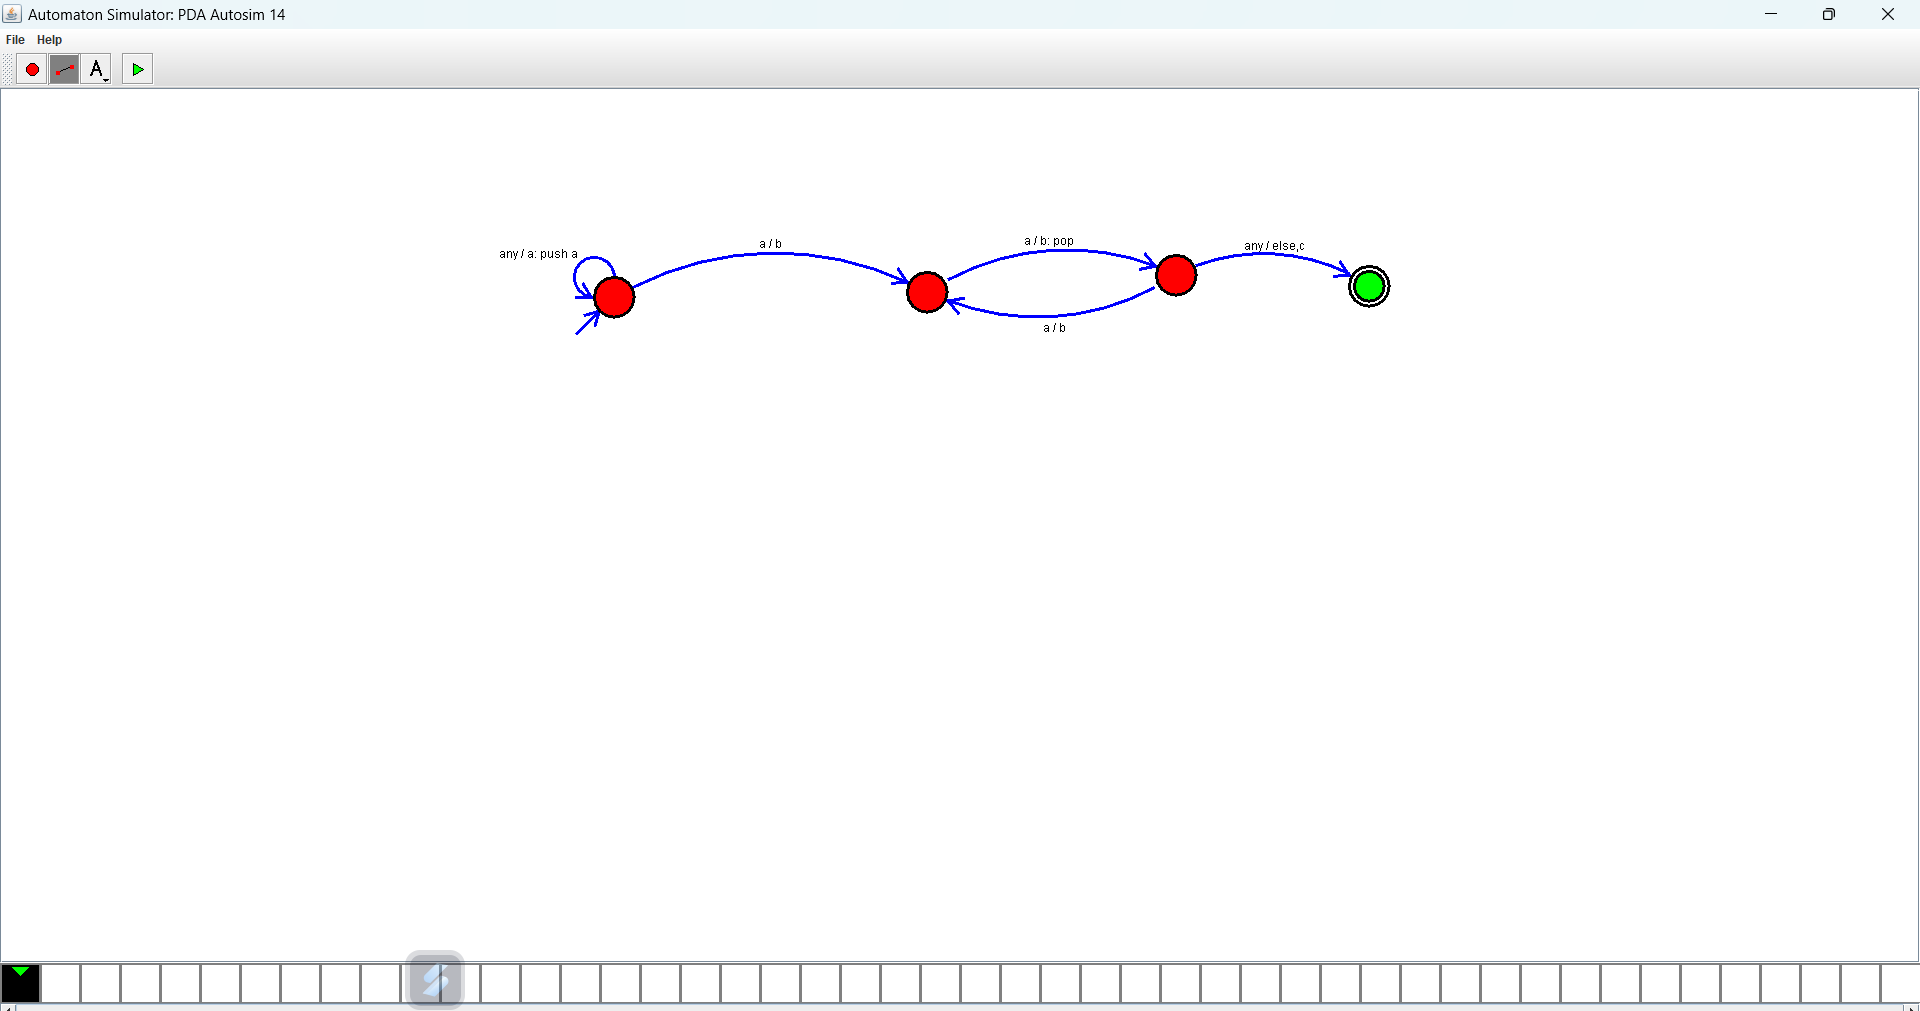 Automaton Simulator: PDA Autosim 14
File Help
A
any / a: push a
a / b
a / b: pop
any / else,c
a / b